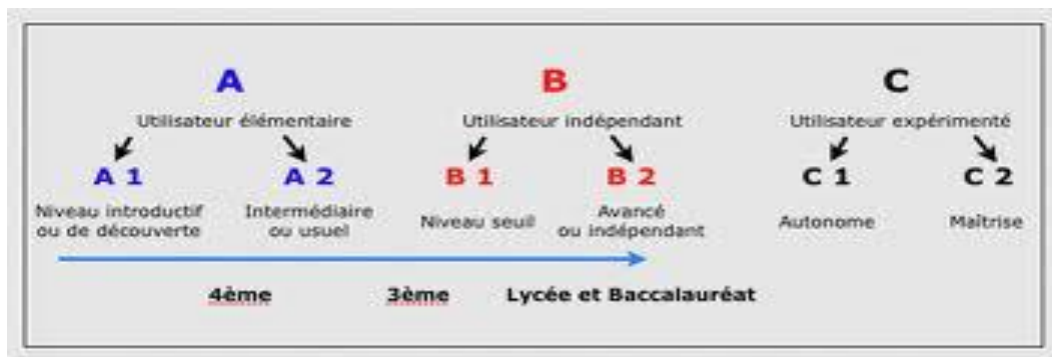 A B C
Utilisateur élémentaire Utilisateur indépendant Utilisateur expérimenté
A 1 A 2 B 1 B 2 C 1 C 2
Niveau introductif
ou de découverte
Intermédiaire
ou usuel
Niveau seuil
Avancé
ou indépendant
Autonome
Maîtrise
4ème 3ème Lycée et Baccalauréat